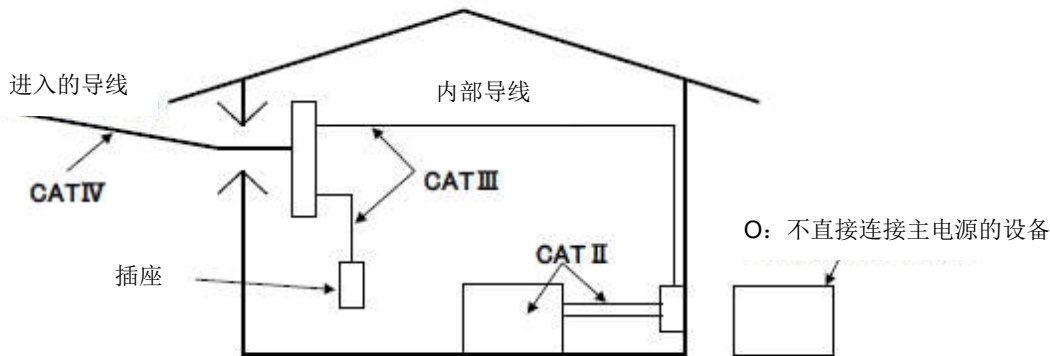 进入的导线
内部导线
CATⅣ
CATⅢ
O：不直接连接主电源的设备
插座
CATⅡ